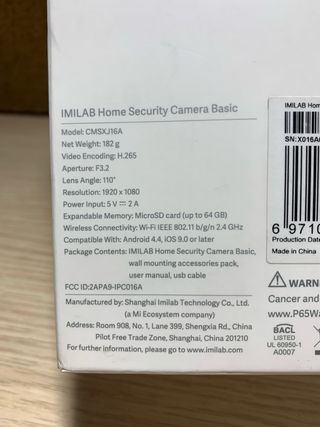 IMILAB Home Security Camera Basic
Model: CMSXJ16A
Net Weight: 182 g
Video Encoding: H.265
Aperture: F3.2
Lens Angle: 110°
Resolution: 1920 x 1080
Power Input: 5 V⎓2 A
Expandable Memory: MicroSD card (up to 64 GB)
Wireless Connectivity: Wi-Fi IEEE 802.11 b/g/n 2.4 GHz
Compatible With: Android 4.4, iOS 9.0 or later
Package Contents: IMILAB Home Security Camera Basic,
wall mounting accessories pack,
user manual, usb cable
FCC ID:2APA9-IPC016A
Manufactured by: Shanghai Imilab Technology Co., Ltd.
(a Mi Ecosystem company)
Address: Room 908, No. 1, Lane 399, Shengxia Rd., China
Pilot Free Trade Zone, Shanghai, China 201210
For further information, please go to www.imilab.com
IMILAB Home
SN:X016A
6 9710
Production Date
Made in China
WARN
Cancer and
www.P65Wa
BACL
LISTED
UL 60950-1
A0007